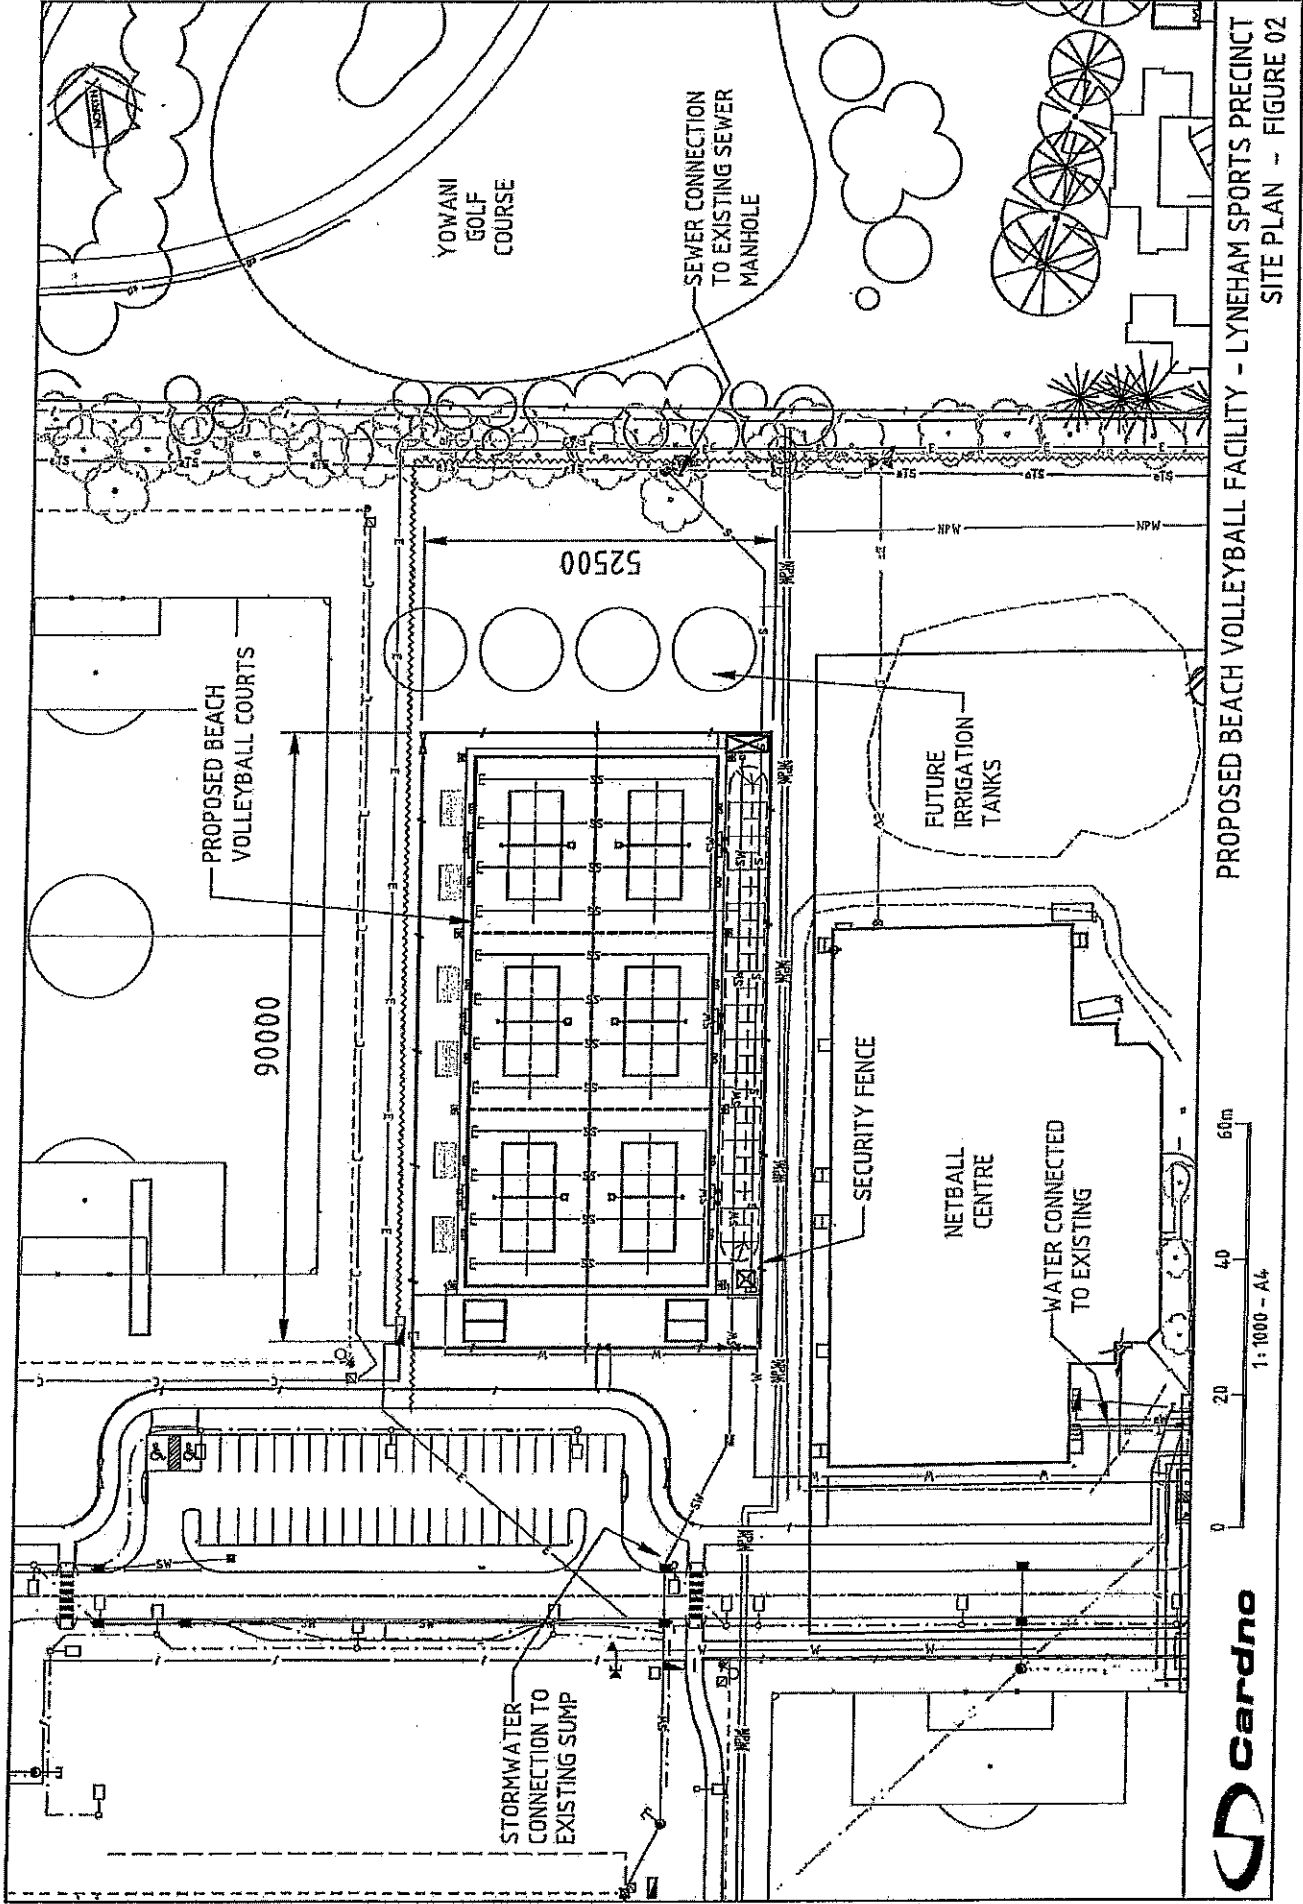 NORTH
YOWANI
GOLF
COURSE
SEWER CONNECTION
TO EXISTING SEWER
MANHOLE
PROPOSED BEACH
VOLLEYBALL COURTS
90000
52500
FUTURE
IRRIGATION
TANKS
SECURITY FENCE
NETBALL
CENTRE
WATER CONNECTED
TO EXISTING
STORMWATER
CONNECTION TO
EXISTING SUMP
NPW
NPW
0 20 40 60m
1:1000 - A4
Cardno
PROPOSED BEACH VOLLEYBALL FACILITY - LYNEHAM SPORTS PRECINCT
SITE PLAN - FIGURE 02